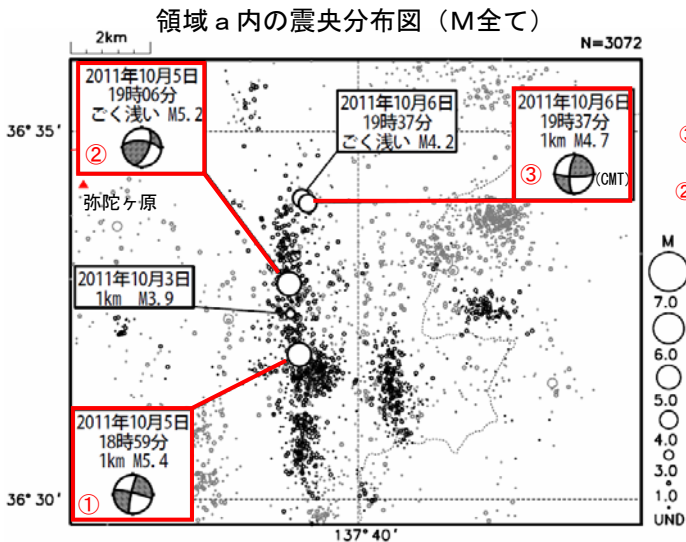 領域a内の震央分布図（M全て）
2km
N=3072
2011年10月5日
19時06分
ごく浅い M5.2
②
2011年10月6日
19時37分
ごく浅い M4.2
2011年10月6日
19時37分
1km M4.7
③
(CMT)
36°35′
弥陀ヶ原
2011年10月3日
1km M3.9
2011年10月5日
18時59分
1km M5.4
①
36°30′
137°40′
②
M
7.0
6.0
5.0
4.0
3.0
1.0
UND